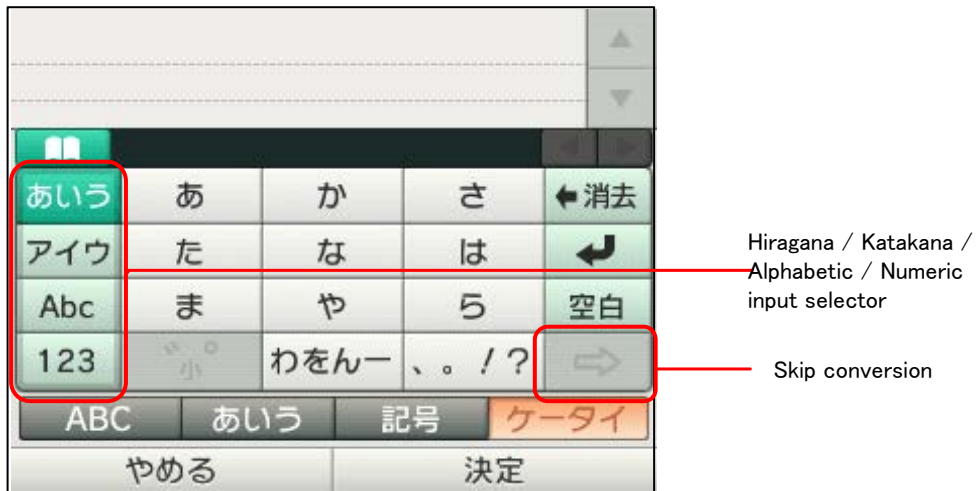 あいう あ か さ 消去
アイウ た な は
Abc ま や ら 空白
123 ゛゜小 わをんー 、。!?
ABC あいう 記号 ケータイ
やめる 決定
Hiragana / Katakana /
Alphabetic / Numeric
input selector
Skip conversion